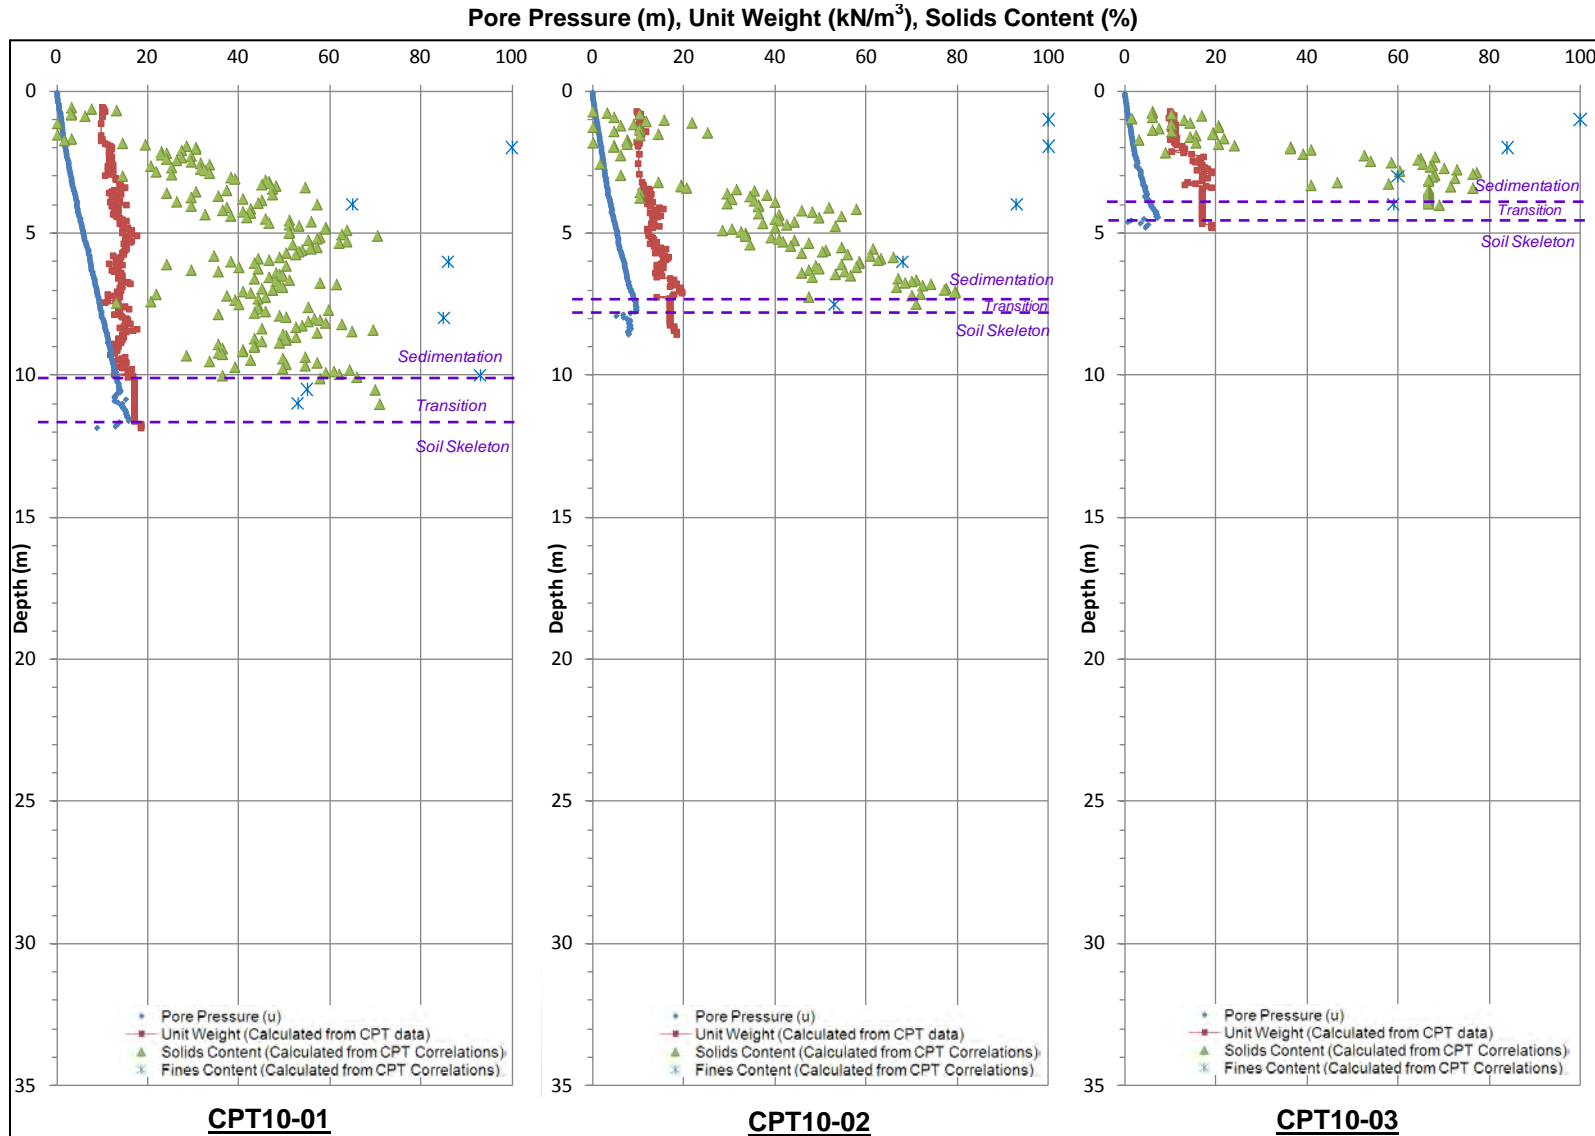 Pore Pressure (m), Unit Weight (kN/m³), Solids Content (%)
0 20 40 60 80 100
0
5
10
15
20
25
30
35
Depth (m)
Sedimentation
Transition
Soil Skeleton
Pore Pressure (u)
Unit Weight (Calculated from CPT data)
Solids Content (Calculated from CPT Correlations)
Fines Content (Calculated from CPT Correlations)
CPT10-01
0 20 40 60 80 100
0
5
10
15
20
25
30
35
Depth (m)
Sedimentation
Transition
Soil Skeleton
Pore Pressure (u)
Unit Weight (Calculated from CPT data)
Solids Content (Calculated from CPT Correlations)
Fines Content (Calculated from CPT Correlations)
CPT10-02
0 20 40 60 80 100
0
5
10
15
20
25
30
35
Depth (m)
Sedimentation
Transition
Soil Skeleton
Pore Pressure (u)
Unit Weight (Calculated from CPT data)
Solids Content (Calculated from CPT Correlations)
Fines Content (Calculated from CPT Correlations)
CPT10-03